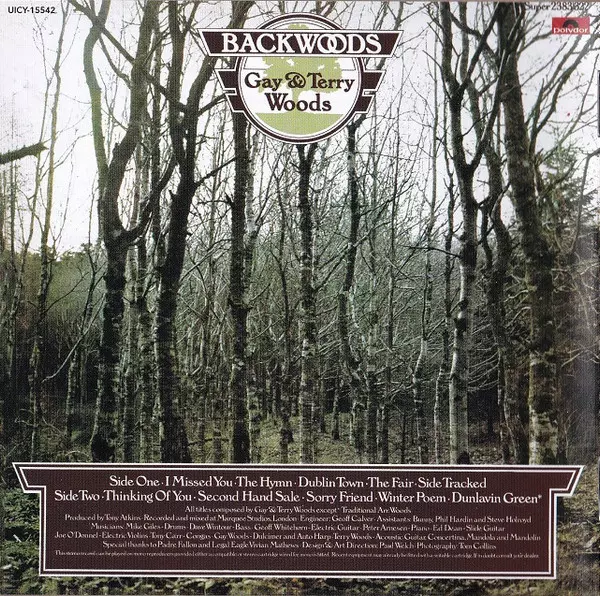 UICY-15542
Super 2383322
Polydor
BACKWOODS
Gay & Terry
Woods
Side One · I Missed You · The Hymn · Dublin Town · The Fair · Side Tracked
Side Two · Thinking Of You · Second Hand Sale · Sorry Friend · Winter Poem · Dunlavin Green*
All titles composed by Gay & Terry Woods except * Traditional Arr. Woods
Produced by Tony Atkins · Recorded and mixed at Marquee Studios, London · Engineer: Geoff Calver · Assistants: Bunny, Phil Hardin and Steve Holroyd
Musicians: Mike Giles · Drums · Dave Wintour · Bass · Geoff Whitehorn · Electric Guitar · Peter Arnesen · Piano · Ed Dean · Slide Guitar
Joe O'Donnel · Electric Violins · Tony Carr · Congas · Gay Woods · Dulcimer and Auto Harp · Terry Woods · Acoustic Guitar, Concertina, Mandola and Mandolin
Special thanks to Padre Fallon and Legal Eagle Vivian Mathews · Design & Art Direction: Paul Welch · Photography: Tom Collins